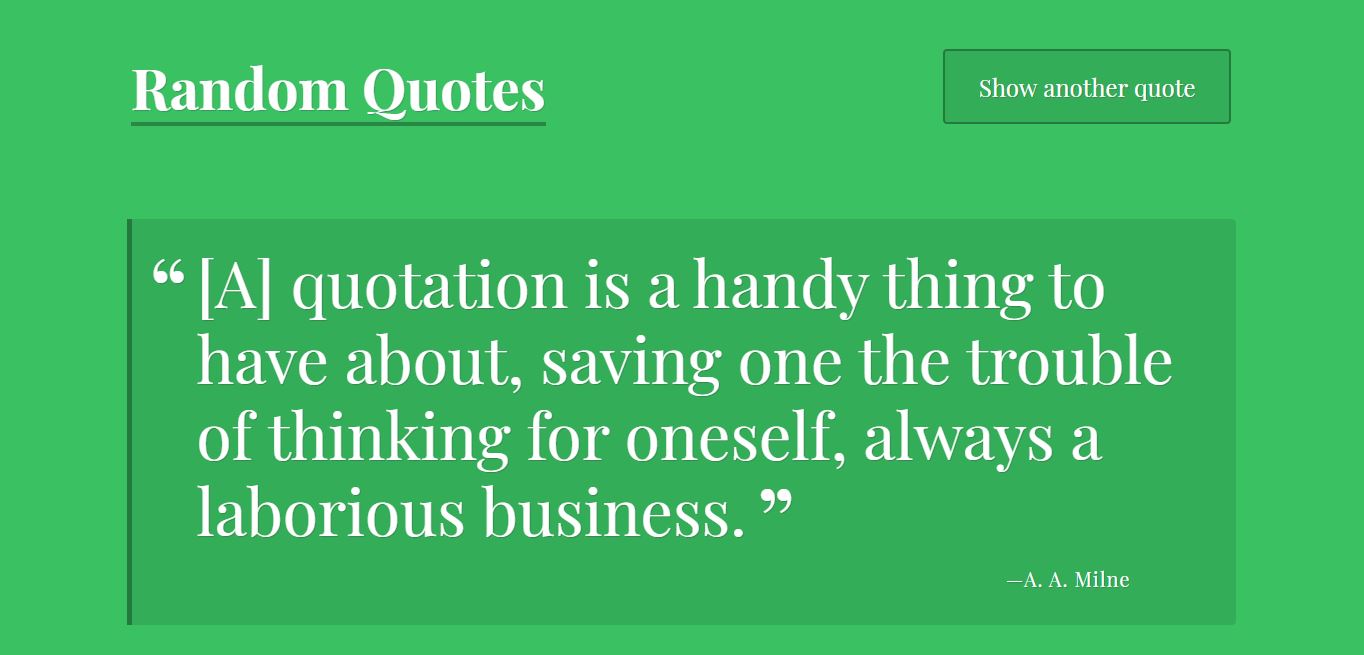 Random Quotes
Show another quote
“ [A] quotation is a handy thing to
have about, saving one the trouble
of thinking for oneself, always a
laborious business. ”
—A. A. Milne